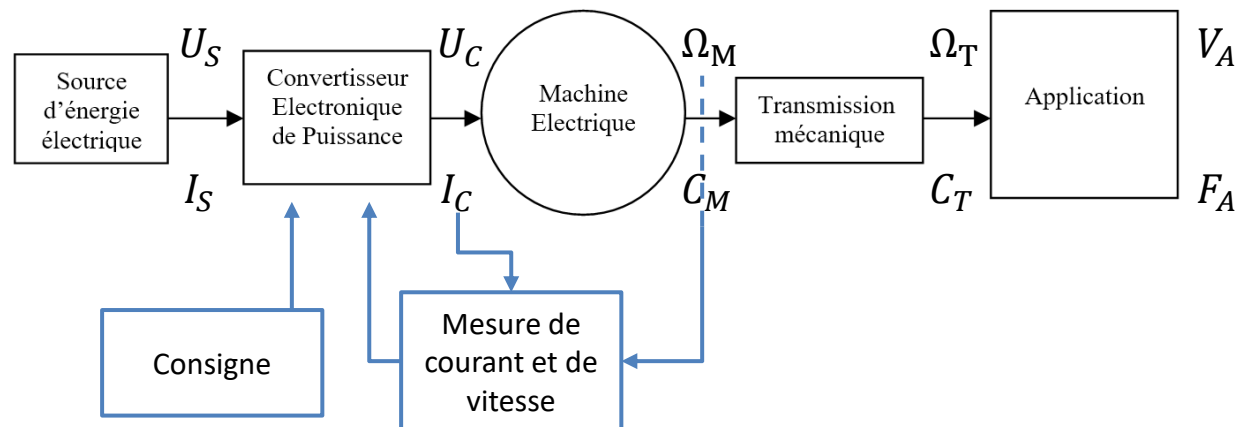 U_S
U_C
Ω_M
Ω_T
V_A
Source
d'énergie
électrique
Convertisseur
Electronique
de Puissance
Machine
Electrique
Transmission
mécanique
Application
I_S
I_C
C_M
C_T
F_A
Consigne
Mesure de
courant et de
vitesse